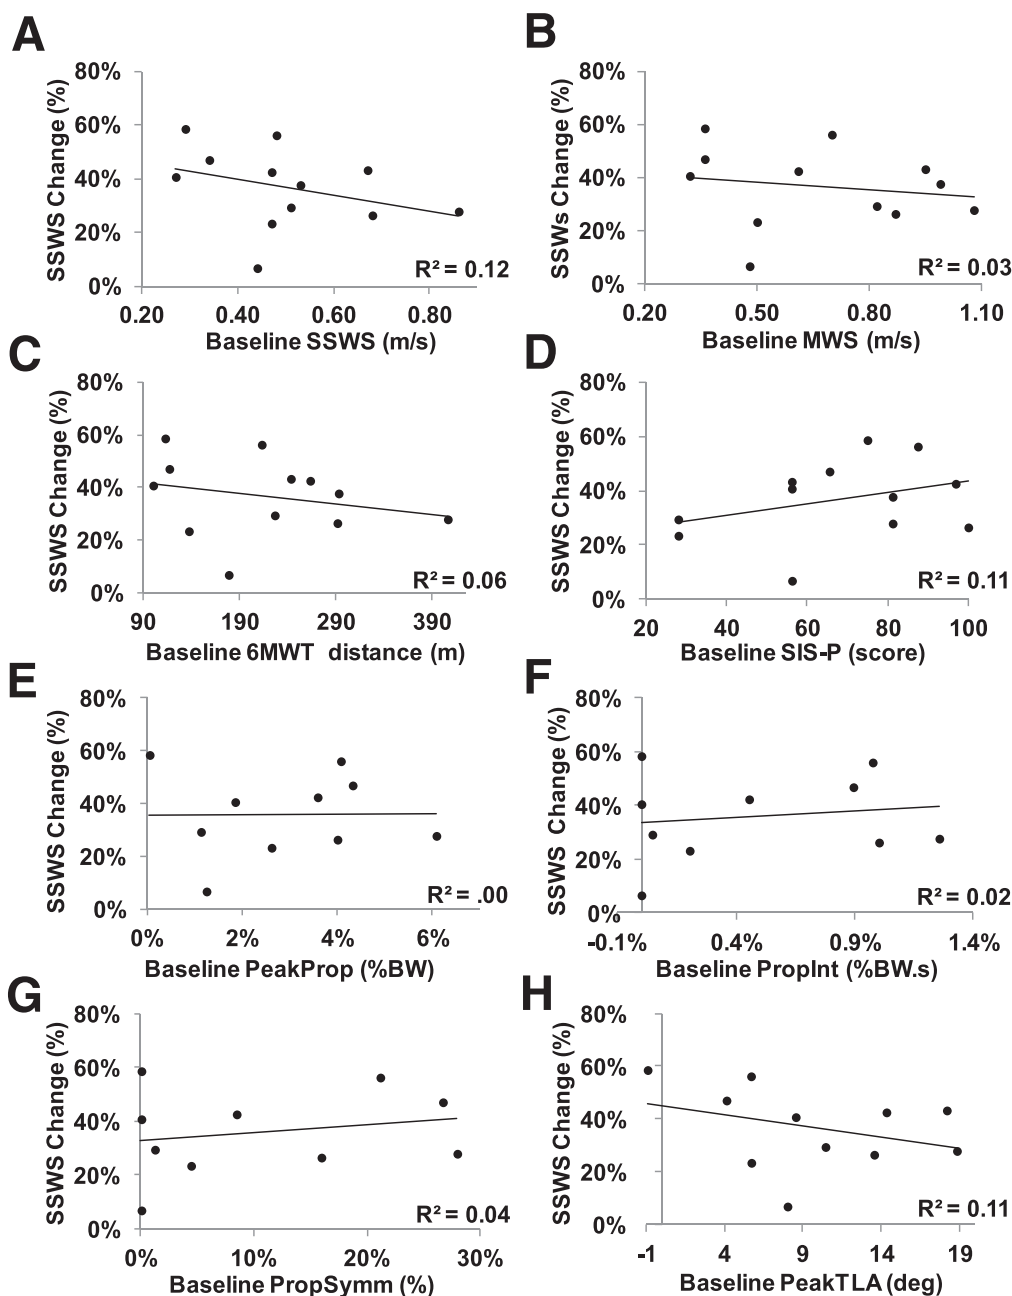 A
SSWS Change (%)
80%
60%
40%
20%
0%
R² = 0.12
0.20 0.40 0.60 0.80
Baseline SSWS (m/s)
B
SSWs Change (%)
80%
60%
40%
20%
0%
R² = 0.03
0.20 0.50 0.80 1.10
Baseline MWS (m/s)
C
SSWS Change (%)
80%
60%
40%
20%
0%
R² = 0.06
90 190 290 390
Baseline 6MWT distance (m)
D
SSWS Change (%)
80%
60%
40%
20%
0%
R² = 0.11
20 40 60 80 100
Baseline SIS-P (score)
E
SSWS Change (%)
80%
60%
40%
20%
0%
R² = .00
0% 2% 4% 6%
Baseline PeakProp (%BW)
F
SSWS Change (%)
80%
60%
40%
20%
0%
R² = 0.02
-0.1% 0.4% 0.9% 1.4%
Baseline PropInt (%BW.s)
G
SSWS Change (%)
80%
60%
40%
20%
0%
R² = 0.04
0% 10% 20% 30%
Baseline PropSymm (%)
H
SSWS Change (%)
80%
60%
40%
20%
0%
R² = 0.11
-1 4 9 14 19
Baseline PeakTLA (deg)